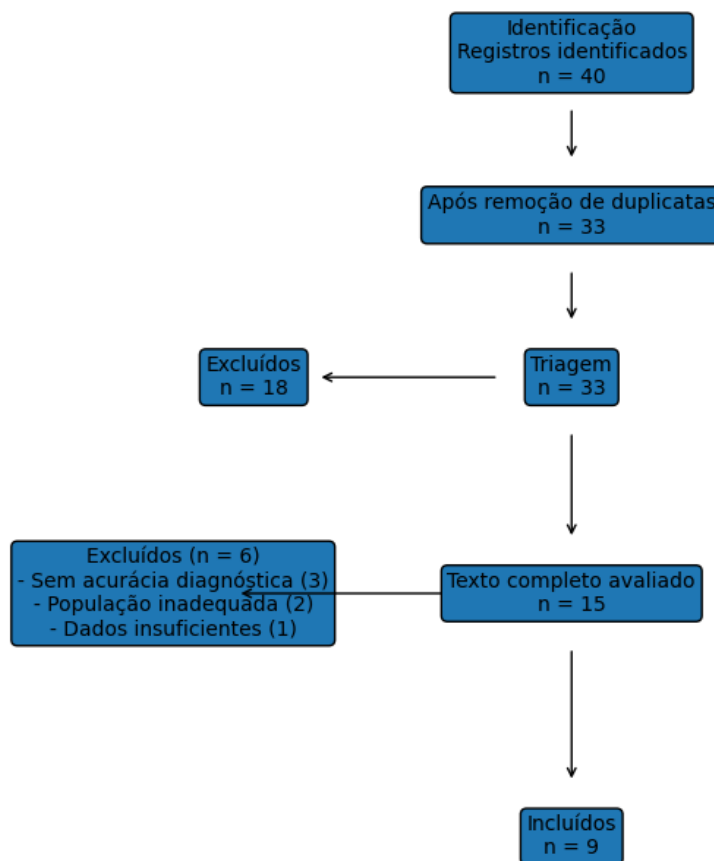 Identificação
Registros identificados
n = 40
Após remoção de duplicatas
n = 33
Excluídos
n = 18
Triagem
n = 33
Excluídos (n = 6)
- Sem acurácia diagnóstica (3)
- População inadequada (2)
- Dados insuficientes (1)
Texto completo avaliado
n = 15
Incluídos
n = 9